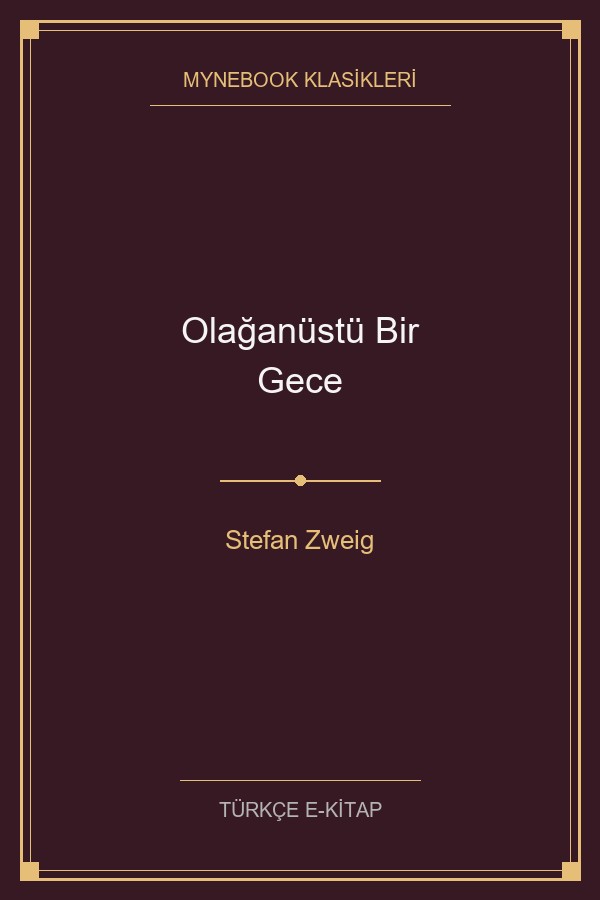 MYNEBOOK KLASİKLERİ
Olağanüstü Bir
Gece
Stefan Zweig
TÜRKÇE E-KİTAP